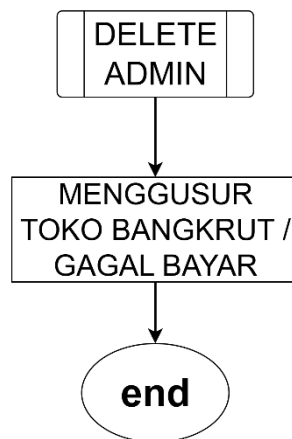 DELETE
ADMIN
MENGGUSUR
TOKO BANGKRUT /
GAGAL BAYAR
end